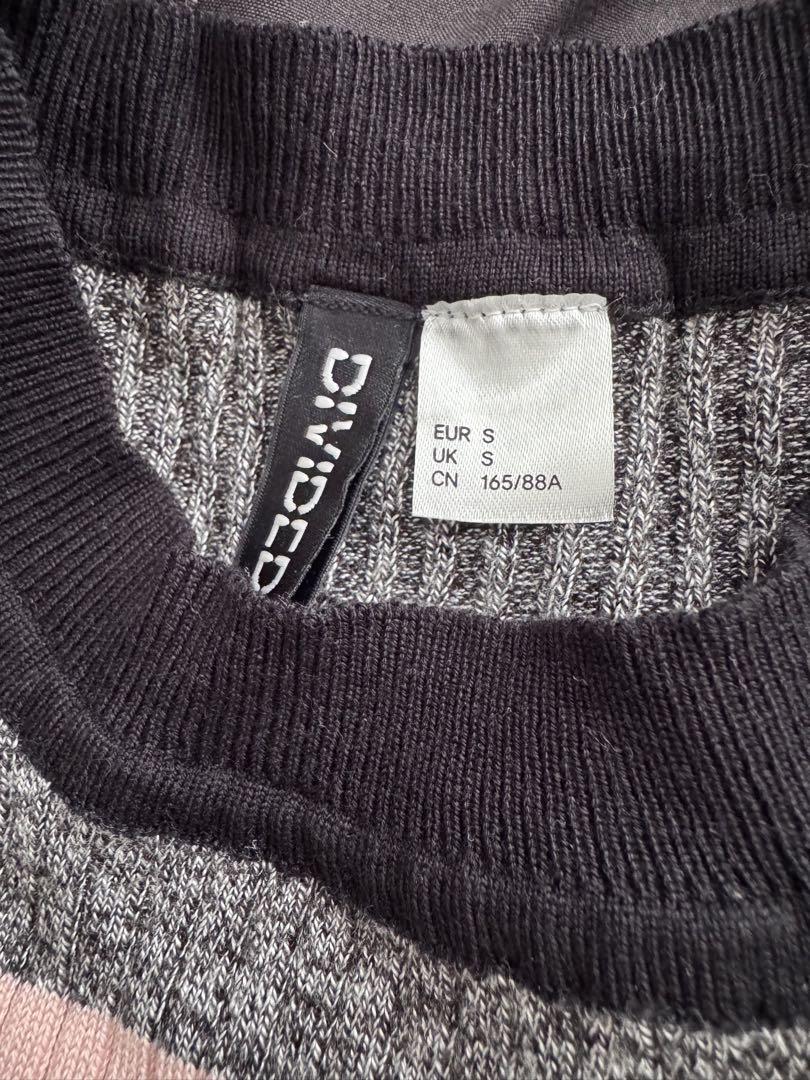 DIVIDED
EUR S
UK S
CN 165/88A